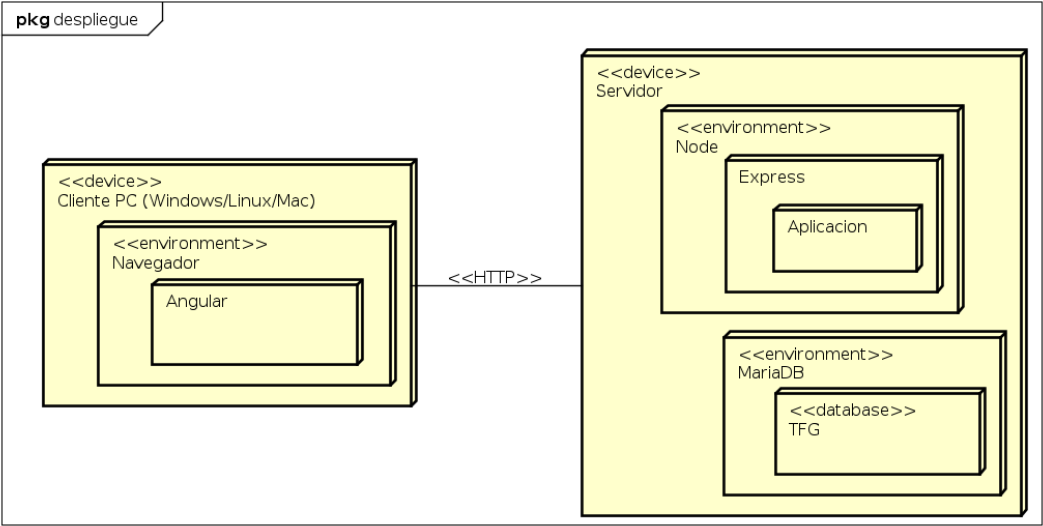 pkg despliegue
<<device>>
Servidor
<<environment>>
Node
Express
Aplicacion
<<device>>
Cliente PC (Windows/Linux/Mac)
<<environment>>
Navegador
Angular
<<HTTP>>
<<environment>>
MariaDB
<<database>>
TFG